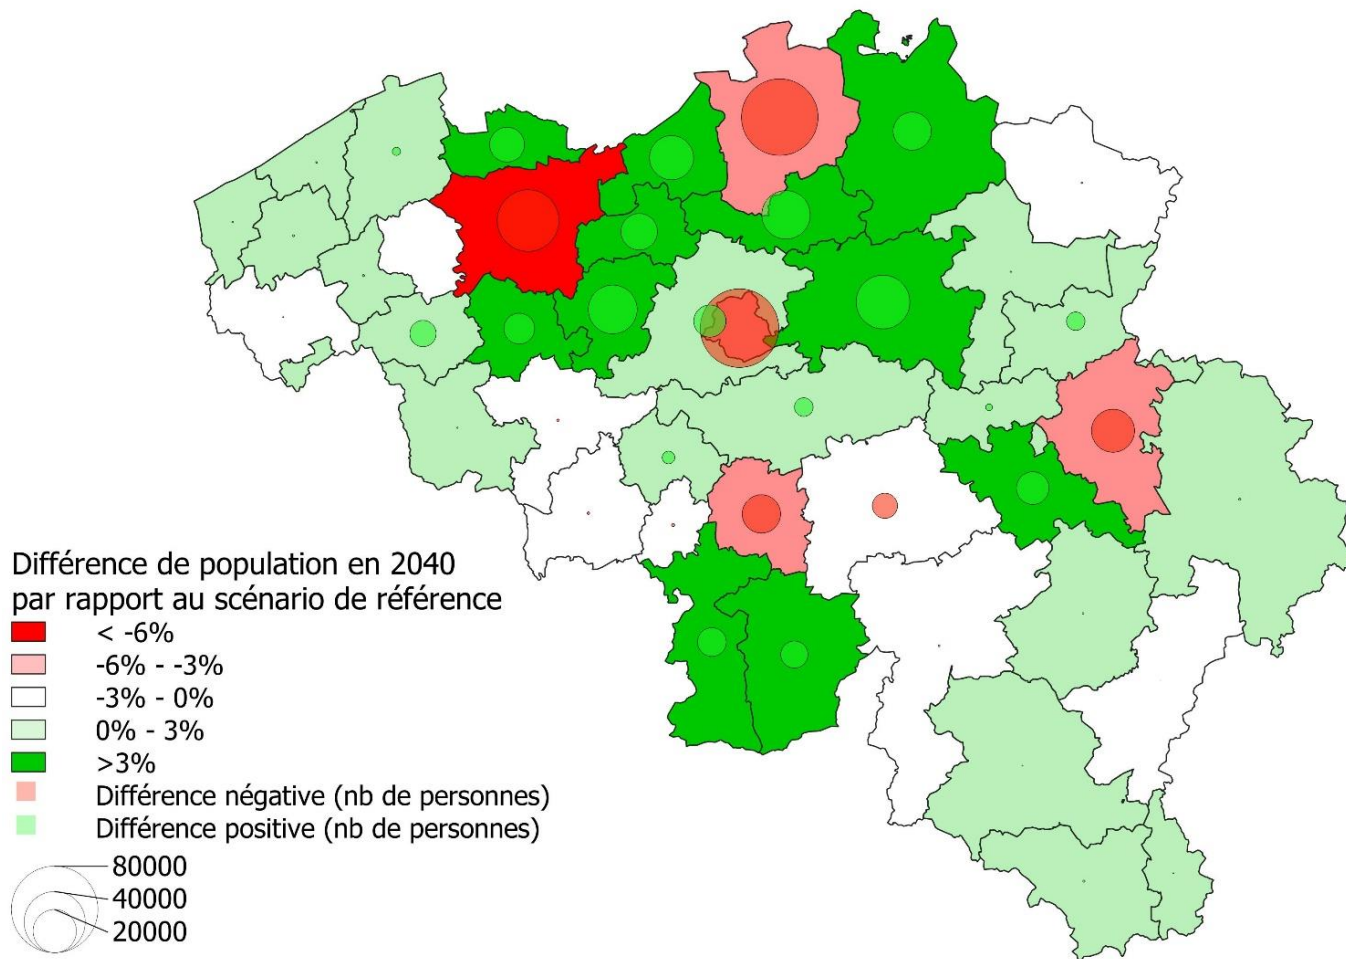 Différence de population en 2040
par rapport au scénario de référence
< -6%
-6% - -3%
-3% - 0%
0% - 3%
>3%
Différence négative (nb de personnes)
Différence positive (nb de personnes)
80000
40000
20000